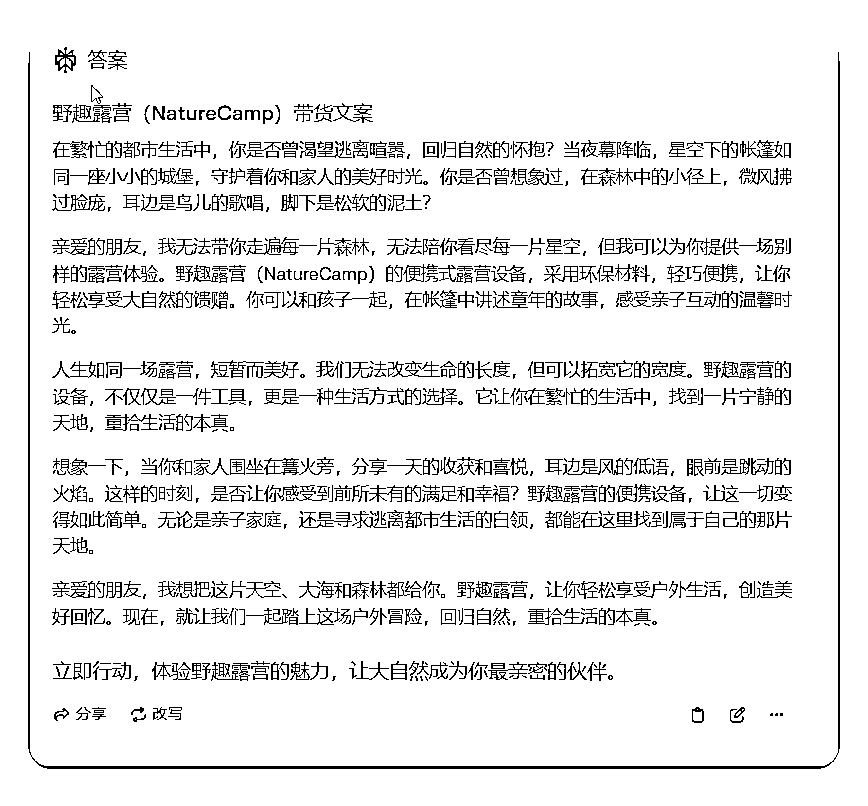 答案
野趣露营（NatureCamp）带货文案
在繁忙的都市生活中，你是否曾渴望逃离喧嚣，回归自然的怀抱？当夜幕降临，星空下的帐篷如
同一座小小的城堡，守护着你和家人的美好时光。你是否曾想象过，在森林中的小径上，微风拂
过脸庞，耳边是鸟儿的歌唱，脚下是松软的泥土？
亲爱的朋友，我无法带你走遍每一片森林，无法陪你看尽每一片星空，但我可以为你提供一场别
样的露营体验。野趣露营（NatureCamp）的便携式露营设备，采用环保材料，轻巧便携，让你
轻松享受大自然的馈赠。你可以和孩子一起，在帐篷中讲述童年的故事，感受亲子互动的温馨时
光。
人生如同一场露营，短暂而美好。我们无法改变生命的长度，但可以拓宽它的宽度。野趣露营的
设备，不仅仅是一件工具，更是一种生活方式的选择。它让你在繁忙的生活中，找到一片宁静的
天地，重拾生活的本真。
想象一下，当你和家人围坐在篝火旁，分享一天的收获和喜悦，耳边是风的低语，眼前是跳动的
火焰。这样的时刻，是否让你感受到前所未有的满足和幸福？野趣露营的便携设备，让这一切变
得如此简单。无论是亲子家庭，还是寻求逃离都市生活的白领，都能在这里找到属于自己的那片
天地。
亲爱的朋友，我想把这片天空、大海和森林都给你。野趣露营，让你轻松享受户外生活，创造美
好回忆。现在，就让我们一起踏上这场户外冒险，回归自然，重拾生活的本真。
立即行动，体验野趣露营的魅力，让大自然成为你最亲密的伙伴。
分享 改写